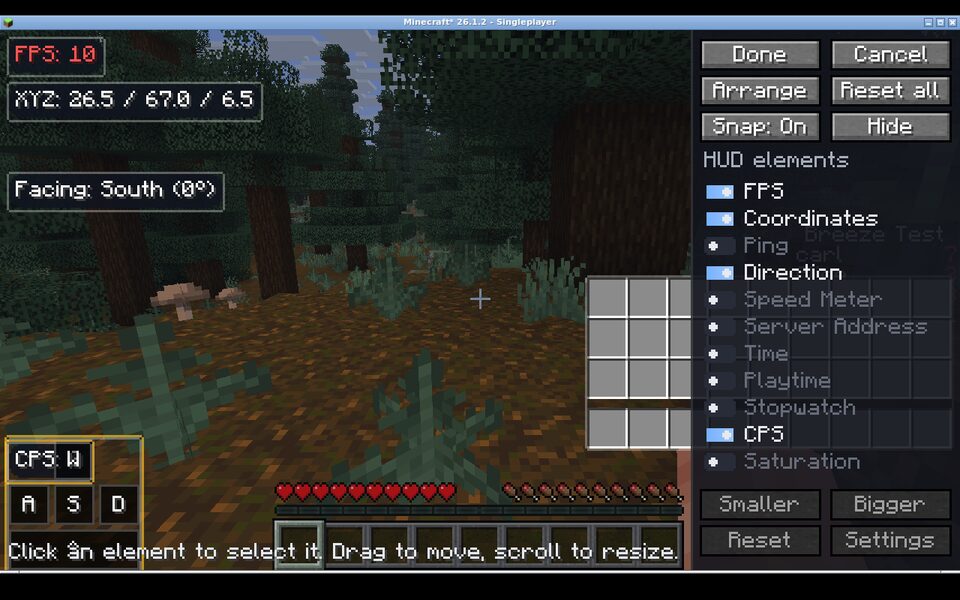 Minecraft* 26.1.2 - Singleplayer
FPS: 10
XYZ: 26.5 / 67.0 / 6.5
Facing: South (0°)
Done
Cancel
Arrange
Reset all
Snap: On
Hide
HUD elements
FPS
Coordinates
Ping
Direction
Speed Meter
Server Address
Time
Playtime
Stopwatch
CPS
Saturation
Breeze Test
carl
CPS
W
A
S
D
Click an element to select it. Drag to move, scroll to resize.
Smaller
Bigger
Reset
Settings